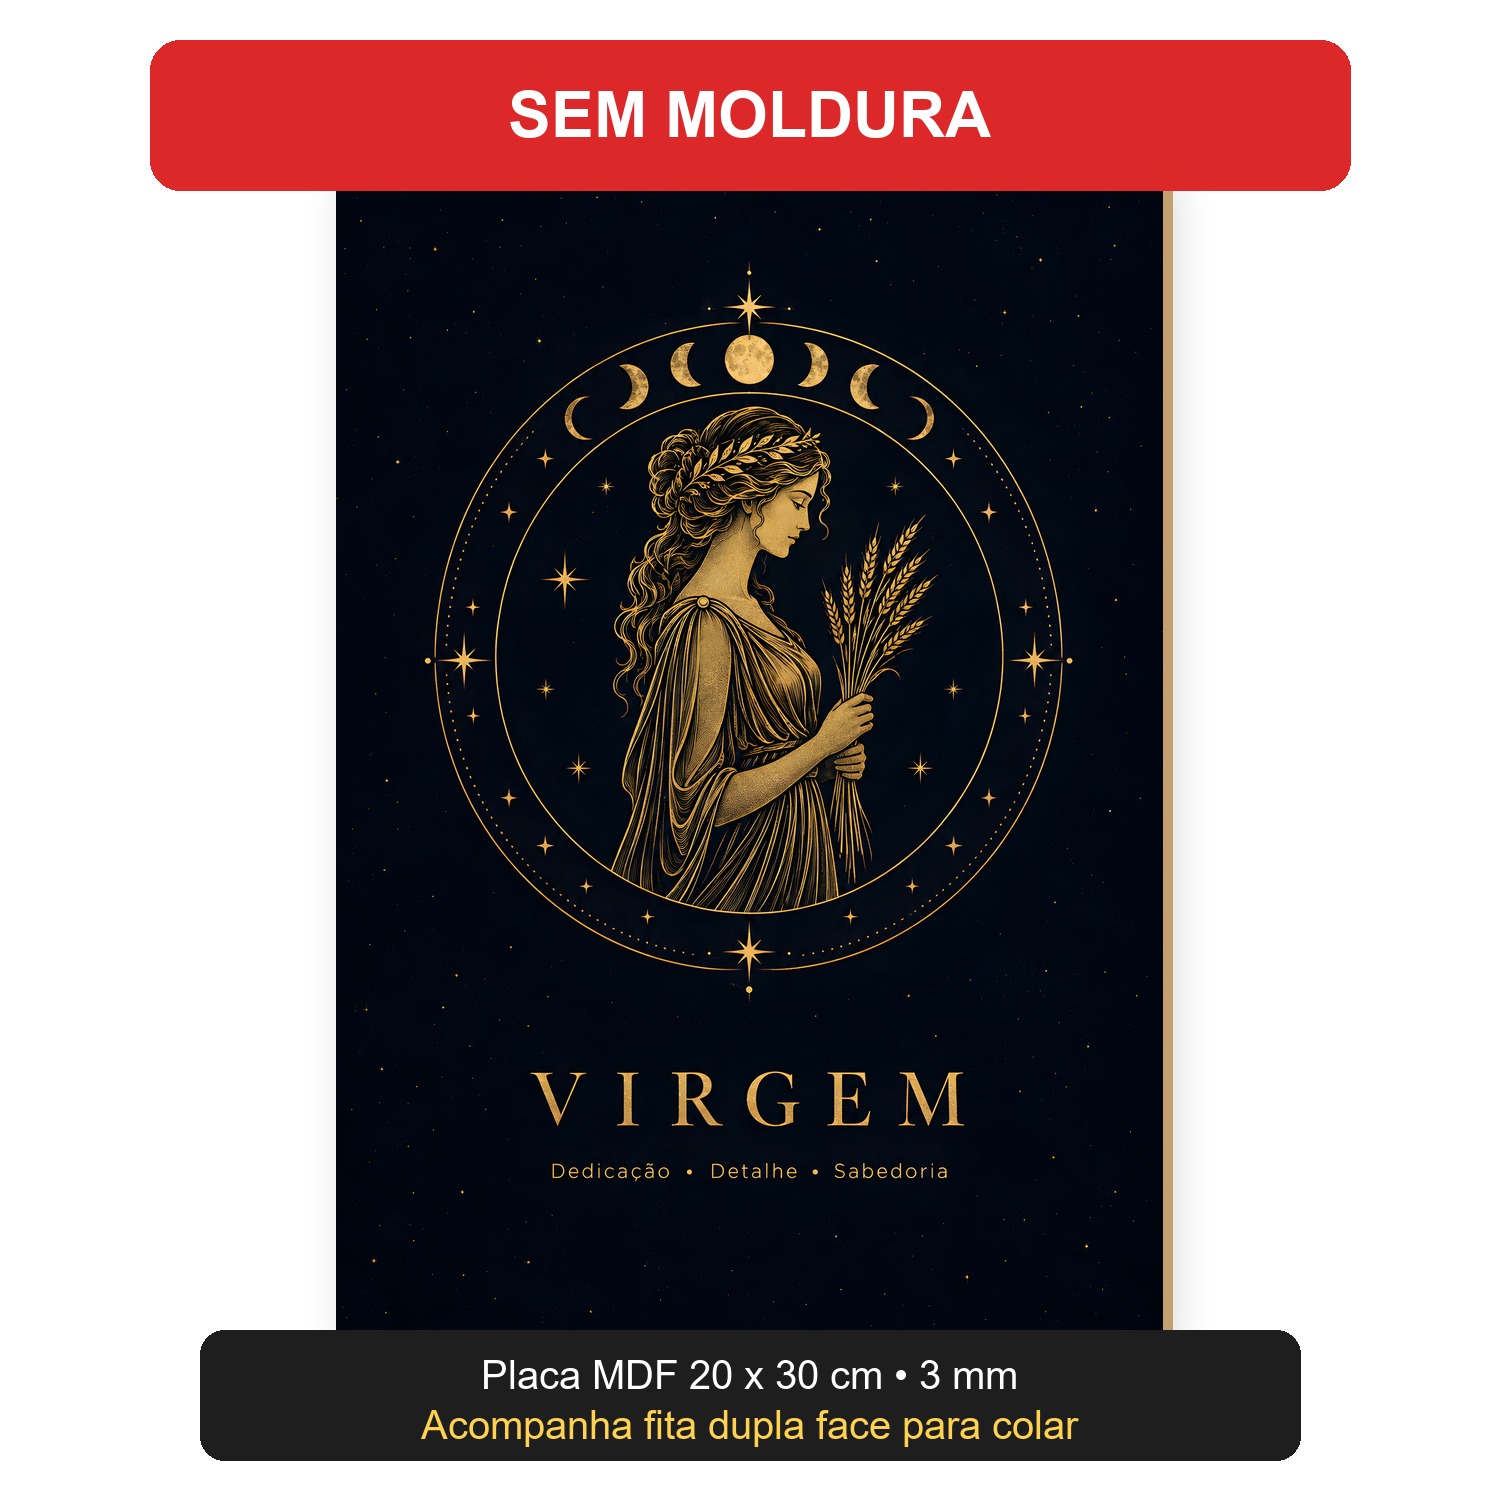 SEM MOLDURA
VIRGEM
Dedicação • Detalhe • Sabedoria
Placa MDF 20 x 30 cm • 3 mm
Acompanha fita dupla face para colar